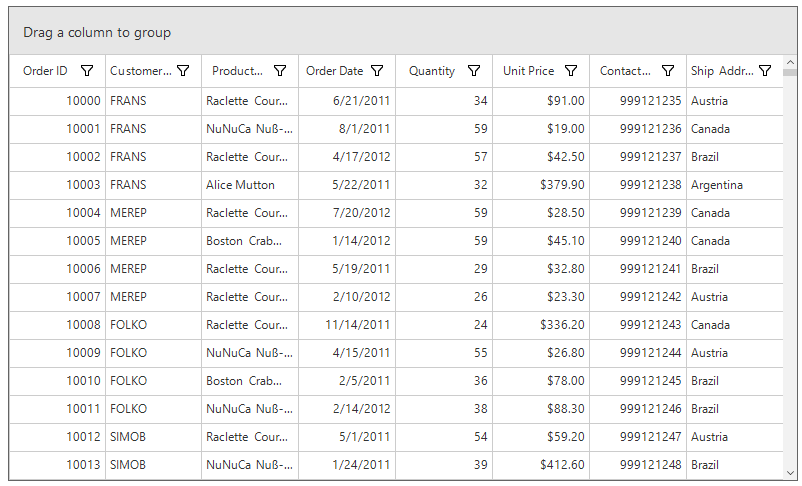 Drag a column to group
Order ID Customer... Product... Order Date Quantity Unit Price Contact... Ship Addr...
10000 FRANS Raclette Cour... 6/21/2011 34 $91.00 999121235 Austria
10001 FRANS NuNuCa Nuß-... 8/1/2011 59 $19.00 999121236 Canada
10002 FRANS Raclette Cour... 4/17/2012 57 $42.50 999121237 Brazil
10003 FRANS Alice Mutton 5/22/2011 32 $379.90 999121238 Argentina
10004 MEREP Raclette Cour... 7/20/2012 59 $28.50 999121239 Canada
10005 MEREP Boston Crab... 1/14/2012 59 $45.10 999121240 Canada
10006 MEREP Raclette Cour... 5/19/2011 29 $32.80 999121241 Brazil
10007 MEREP Raclette Cour... 2/10/2012 26 $23.30 999121242 Austria
10008 FOLKO Raclette Cour... 11/14/2011 24 $336.20 999121243 Canada
10009 FOLKO NuNuCa Nuß-... 4/15/2011 55 $26.80 999121244 Austria
10010 FOLKO Boston Crab... 2/5/2011 36 $78.00 999121245 Brazil
10011 FOLKO NuNuCa Nuß-... 2/14/2012 38 $88.30 999121246 Brazil
10012 SIMOB Raclette Cour... 5/1/2011 54 $59.20 999121247 Austria
10013 SIMOB NuNuCa Nuß-... 1/24/2011 39 $412.60 999121248 Brazil